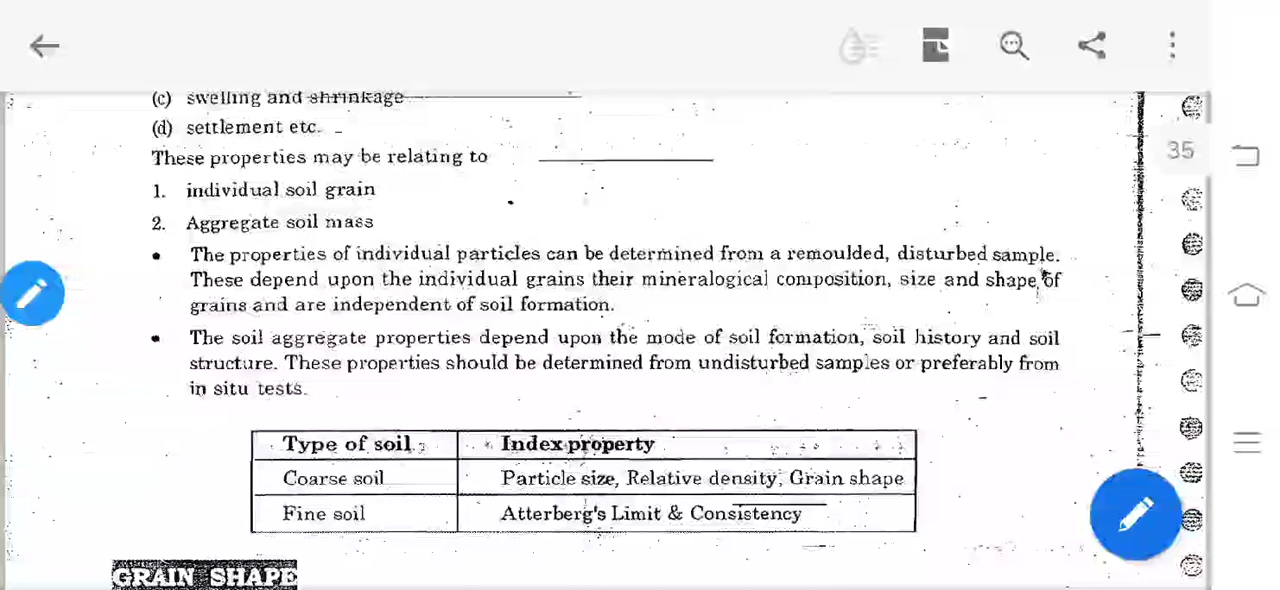 (c) swelling and shrinkage
35
(d) settlement etc.
These properties may be relating to
1. individual soil grain
2. Aggregate soil mass
• The properties of individual particles can be determined from a remoulded, disturbed sample.
These depend upon the individual grains their mineralogical composition, size and shape of
grains and are independent of soil formation.
• The soil aggregate properties depend upon the mode of soil formation, soil history and soil
structure. These properties should be determined from undisturbed samples or preferably from
in situ tests.
Type of soil Index property
Coarse soil Particle size, Relative density, Grain shape
Fine soil Atterberg's Limit & Consistency
GRAIN SHAPE